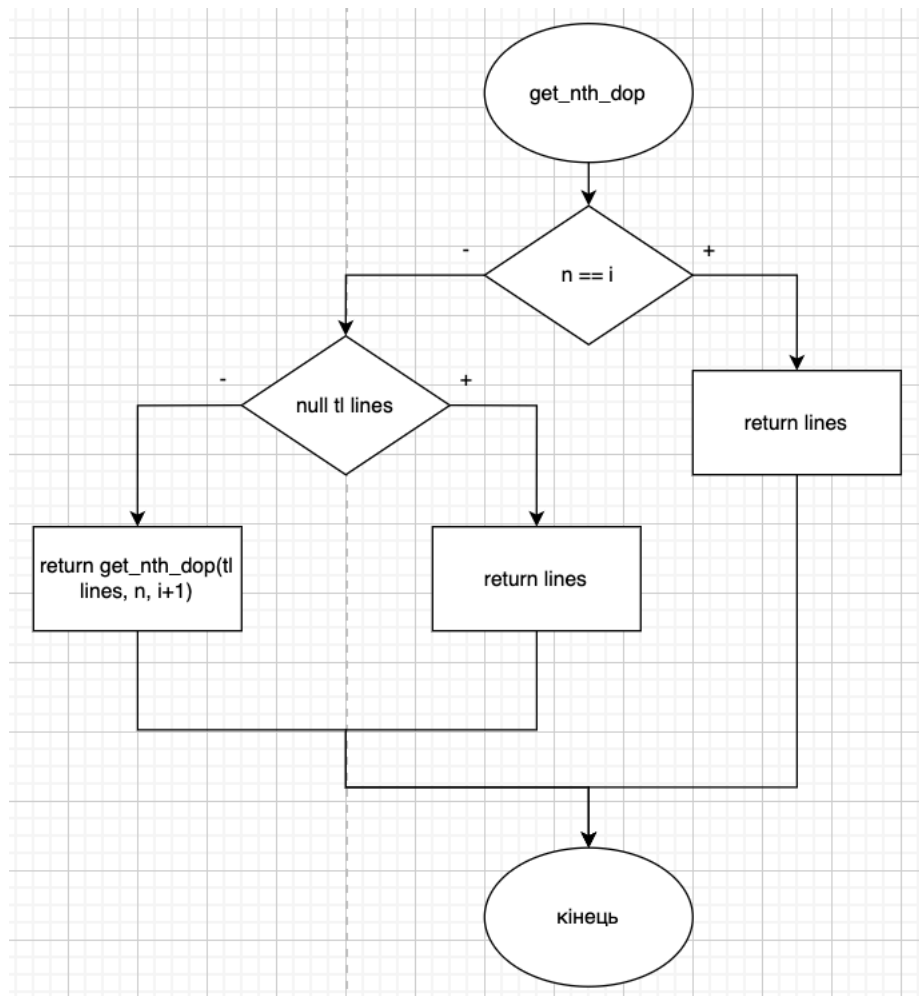 get_nth_dop
-
+
n == i
-
+
null tl lines
return lines
return get_nth_dop(tl
lines, n, i+1)
return lines
кінець